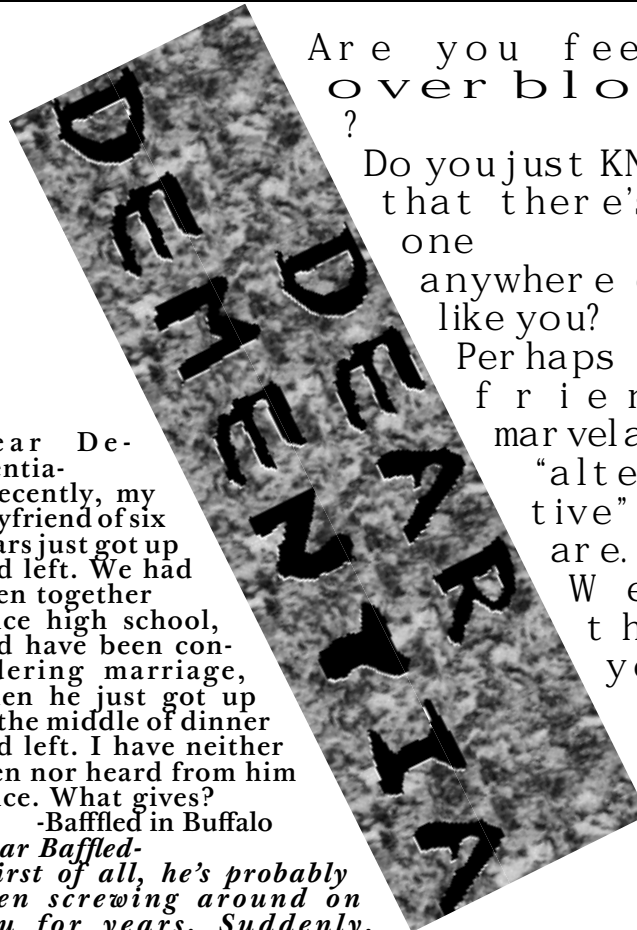 DEAR
DEMENTIA
Are you fee
overblo
?
Do you just KN
that there's
one
anywhere
like you?
Perhaps
frien
marvela
“alte
tive”
are.
We
th
yo
ear De-
entia-
ecently, my
yfriend of six
ars just got up
d left. We had
en together
ce high school,
d have been con-
dering marriage,
en he just got up
the middle of dinner
d left. I have neither
en nor heard from him
ce. What gives?
-Bafffled in Buffalo
ar Baffled-
irst of all, he's probably
en screwing around on
u for years. Suddenly,